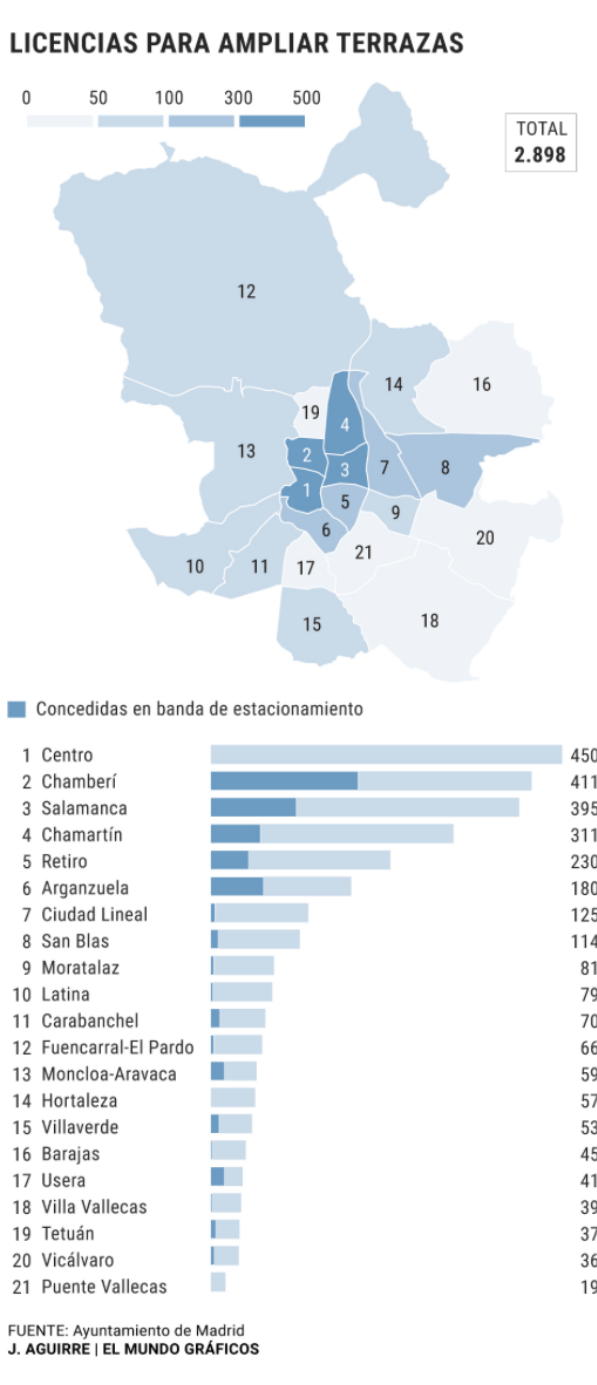 LICENCIAS PARA AMPLIAR TERRAZAS
0 50 100 300 500
TOTAL
2.898
12
14
16
19
4
13
2
3
7
8
1
5
9
6
20
21
10
11
17
18
15
Concedidas en banda de estacionamiento
1 Centro 450
2 Chamberí 411
3 Salamanca 395
4 Chamartín 311
5 Retiro 230
6 Arganzuela 180
7 Ciudad Lineal 125
8 San Blas 114
9 Moratalaz 81
10 Latina 79
11 Carabanchel 70
12 Fuencarral-El Pardo 66
13 Moncloa-Aravaca 59
14 Hortaleza 57
15 Villaverde 53
16 Barajas 45
17 Usera 41
18 Villa Vallecas 39
19 Tetuán 37
20 Vicálvaro 36
21 Puente Vallecas 19
FUENTE: Ayuntamiento de Madrid
J. AGUIRRE | EL MUNDO GRÁFICOS